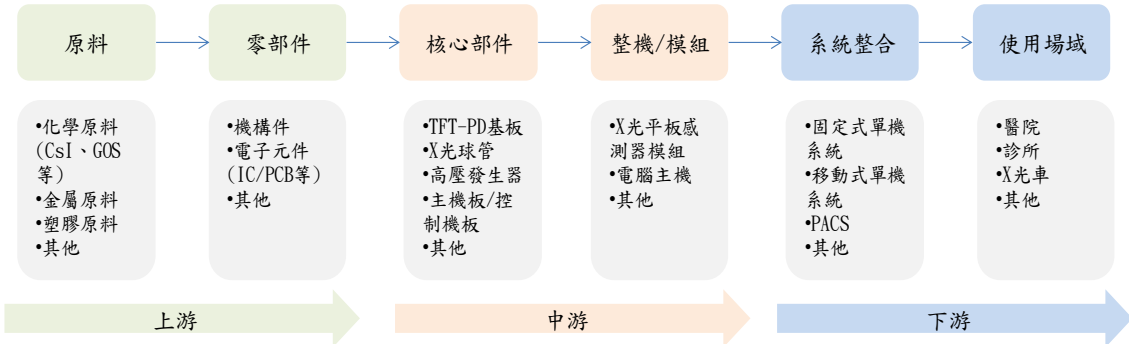 原料
零部件
核心部件
整機/模組
系統整合
使用場域
•化學原料
(CsI、GOS
等)
•金屬原料
•塑膠原料
•其他
•機構件
•電子元件
(IC/PCB等)
•其他
•TFT-PD基板
•X光球管
•高壓發生器
•主機板/控
制機板
•其他
•X光平板感
測器模組
•電腦主機
•其他
•固定式單機
系統
•移動式單機
系統
•PACS
•其他
•醫院
•診所
•X光車
•其他
上游
中游
下游